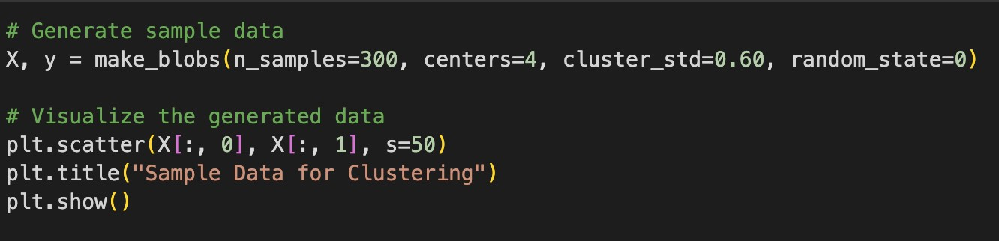 # Generate sample data
X, y = make_blobs(n_samples=300, centers=4, cluster_std=0.60, random_state=0)
# Visualize the generated data
plt.scatter(X[:, 0], X[:, 1], s=50)
plt.title("Sample Data for Clustering")
plt.show()